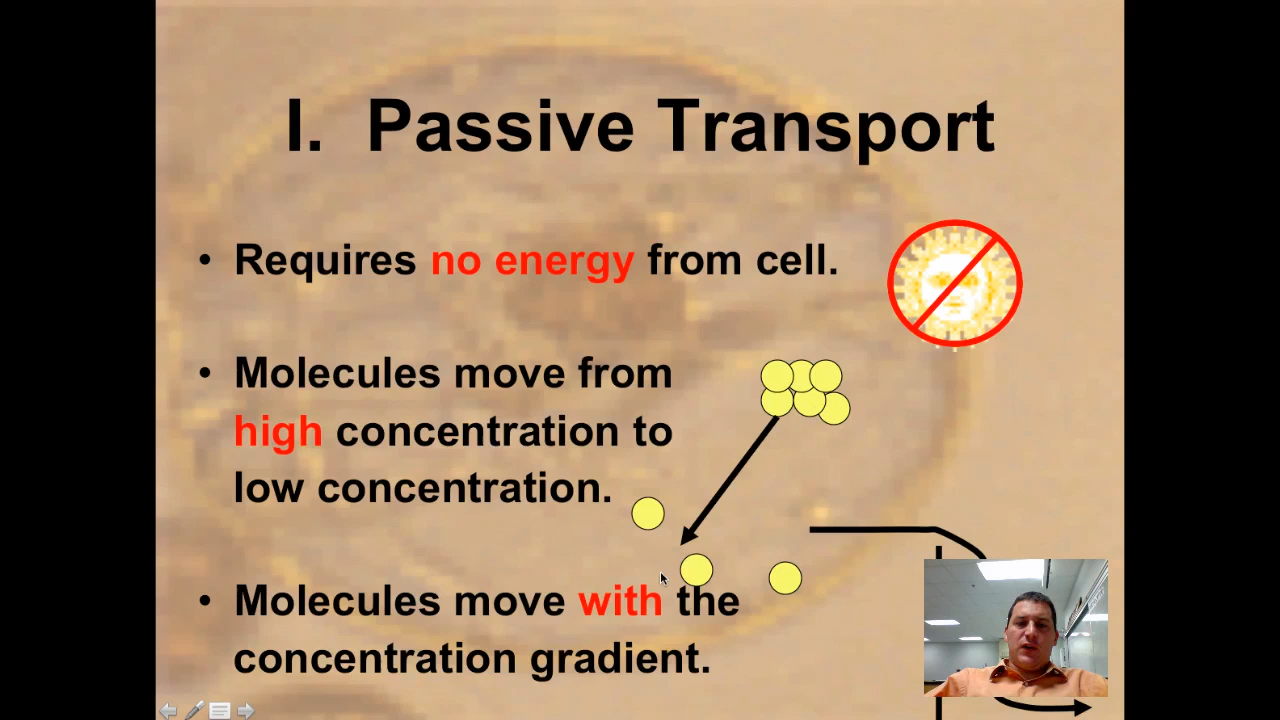 I. Passive Transport
• Requires no energy from cell.
• Molecules move from
high concentration to
low concentration.
• Molecules move with the
concentration gradient.